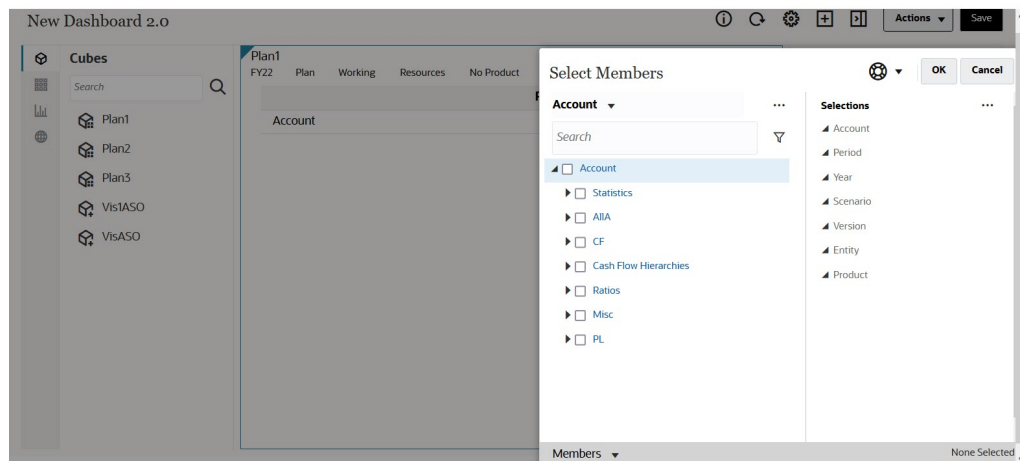 New Dashboard 2.0
Actions
Save
Cubes
Search
Plan1
Plan2
Plan3
Vis1ASO
VisASO
Plan1
FY22 Plan Working Resources No Product
Account
Select Members
OK
Cancel
Account
Search
Account
Statistics
AllA
CF
Cash Flow Hierarchies
Ratios
Misc
PL
Selections
Account
Period
Year
Scenario
Version
Entity
Product
Members
None Selected